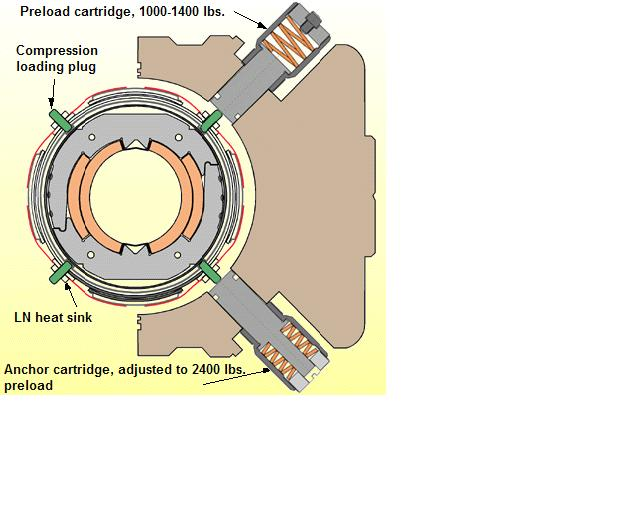 Preload cartridge, 1000-1400 lbs.
Compression
loading plug
LN heat sink
Anchor cartridge, adjusted to 2400 lbs.
preload